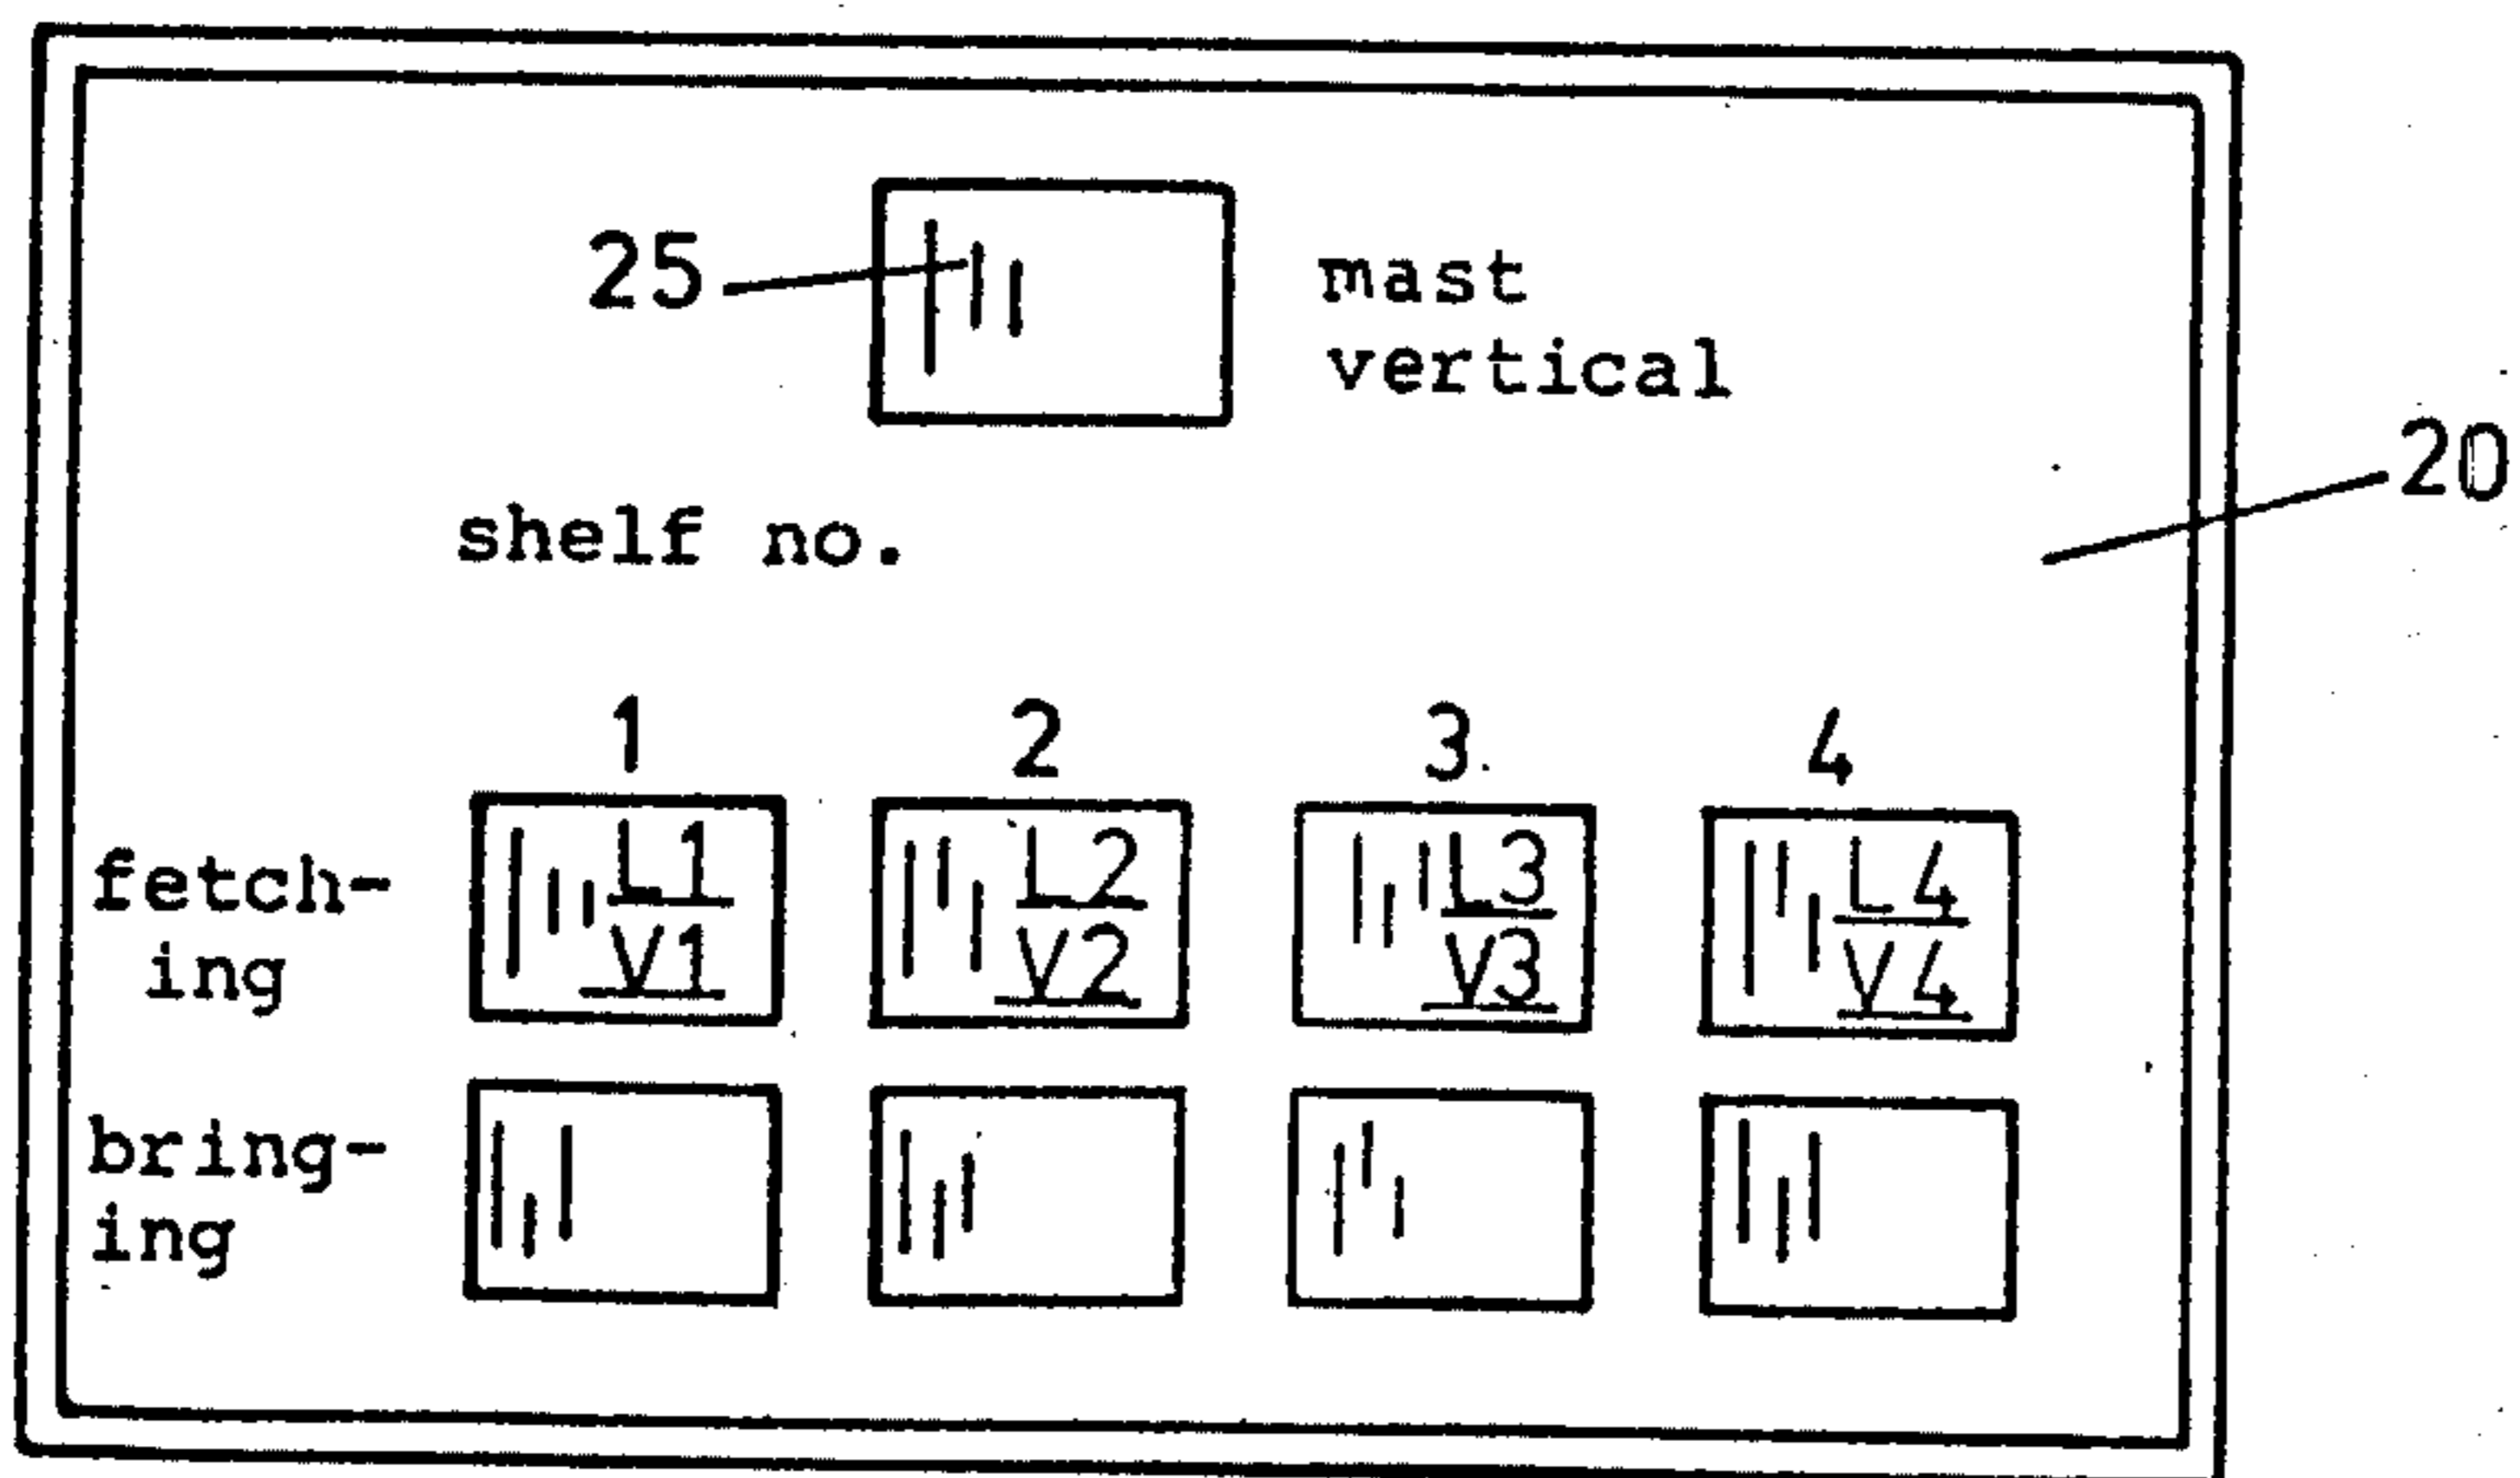 25
mast
vertical
20
shelf no.
1 2 3 4
fetch-
ing
L1 L2 L3 L4
V1 V2 V3 V4
bring-
ing